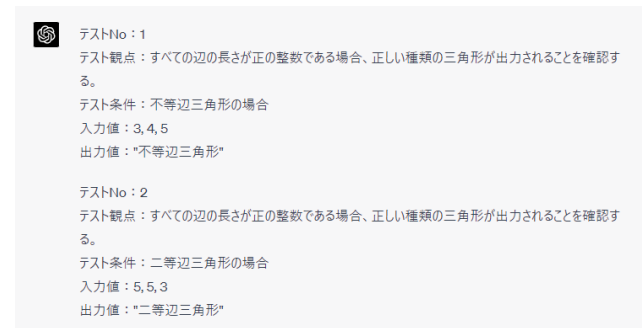 テストNo：1
テスト観点：すべての辺の長さが正の整数である場合、正しい種類の三角形が出力されることを確認す
る。
テスト条件：不等辺三角形の場合
入力値：3, 4, 5
出力値："不等辺三角形"
テストNo：2
テスト観点：すべての辺の長さが正の整数である場合、正しい種類の三角形が出力されることを確認す
る。
テスト条件：二等辺三角形の場合
入力値：5, 5, 3
出力値："二等辺三角形"